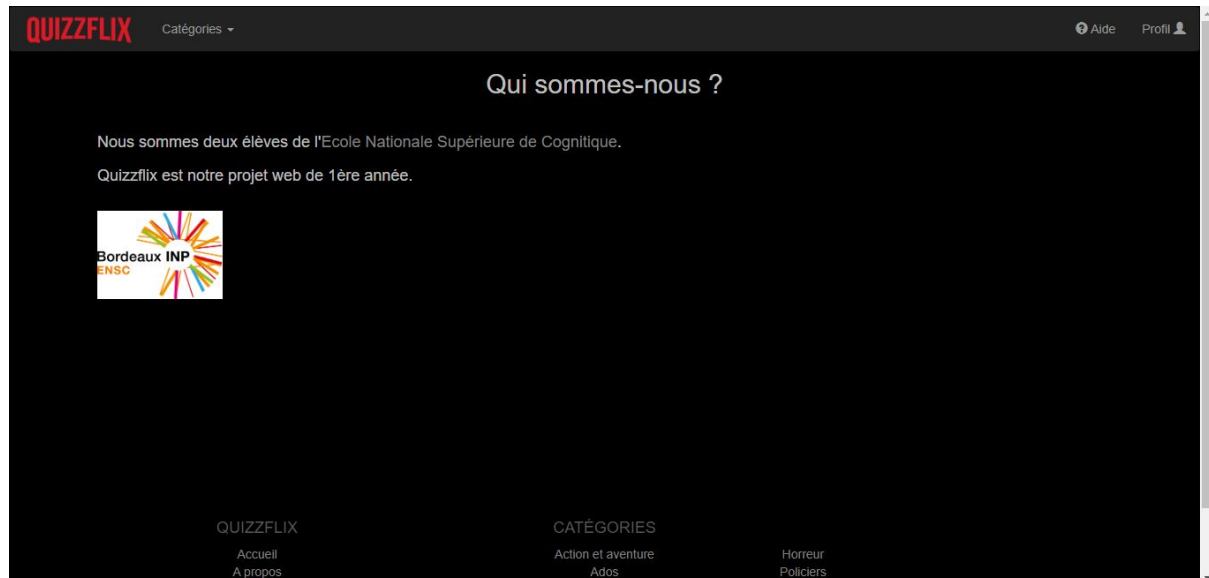 QUIZZFLIX Catégories Aide Profil
Qui sommes-nous ?
Nous sommes deux élèves de l'Ecole Nationale Supérieure de Cognitique.
Quizzflix est notre projet web de 1ère année.
Bordeaux INP
ENSC
QUIZZFLIX CATÉGORIES
Accueil Action et aventure Horreur
A propos Ados Policiers